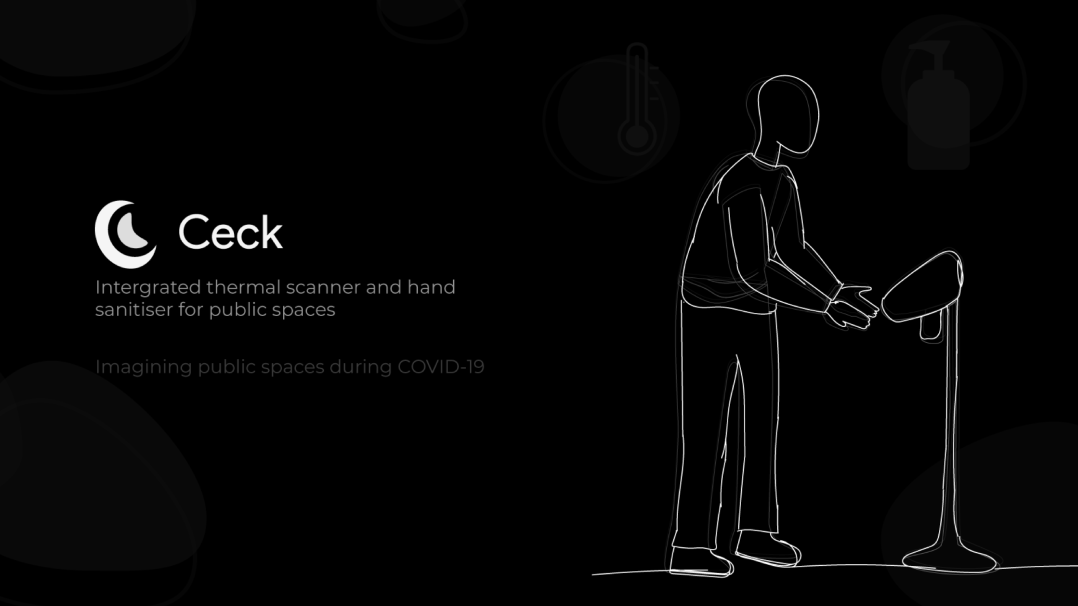 Ceck
Intergrated thermal scanner and hand
sanitiser for public spaces
Imagining public spaces during COVID-19